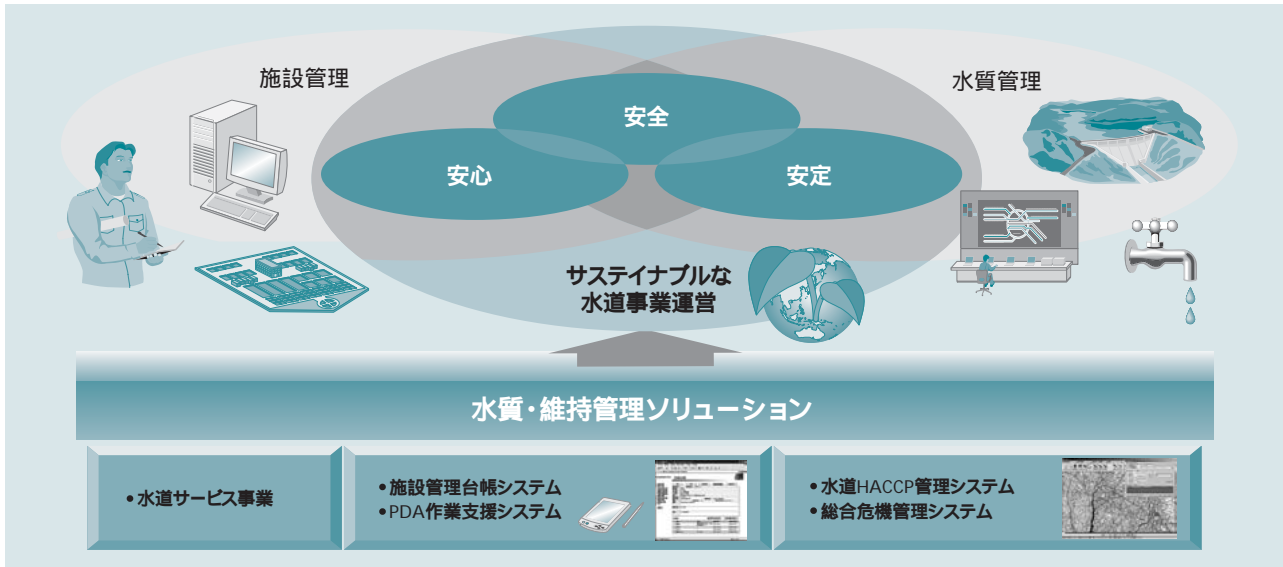 施設管理
水質管理
安全
安心
安定
サステイナブルな
水道事業運営
水質・維持管理ソリューション
•水道サービス事業
•施設管理台帳システム
•PDA作業支援システム
•水道HACCP管理システム
•総合危機管理システム